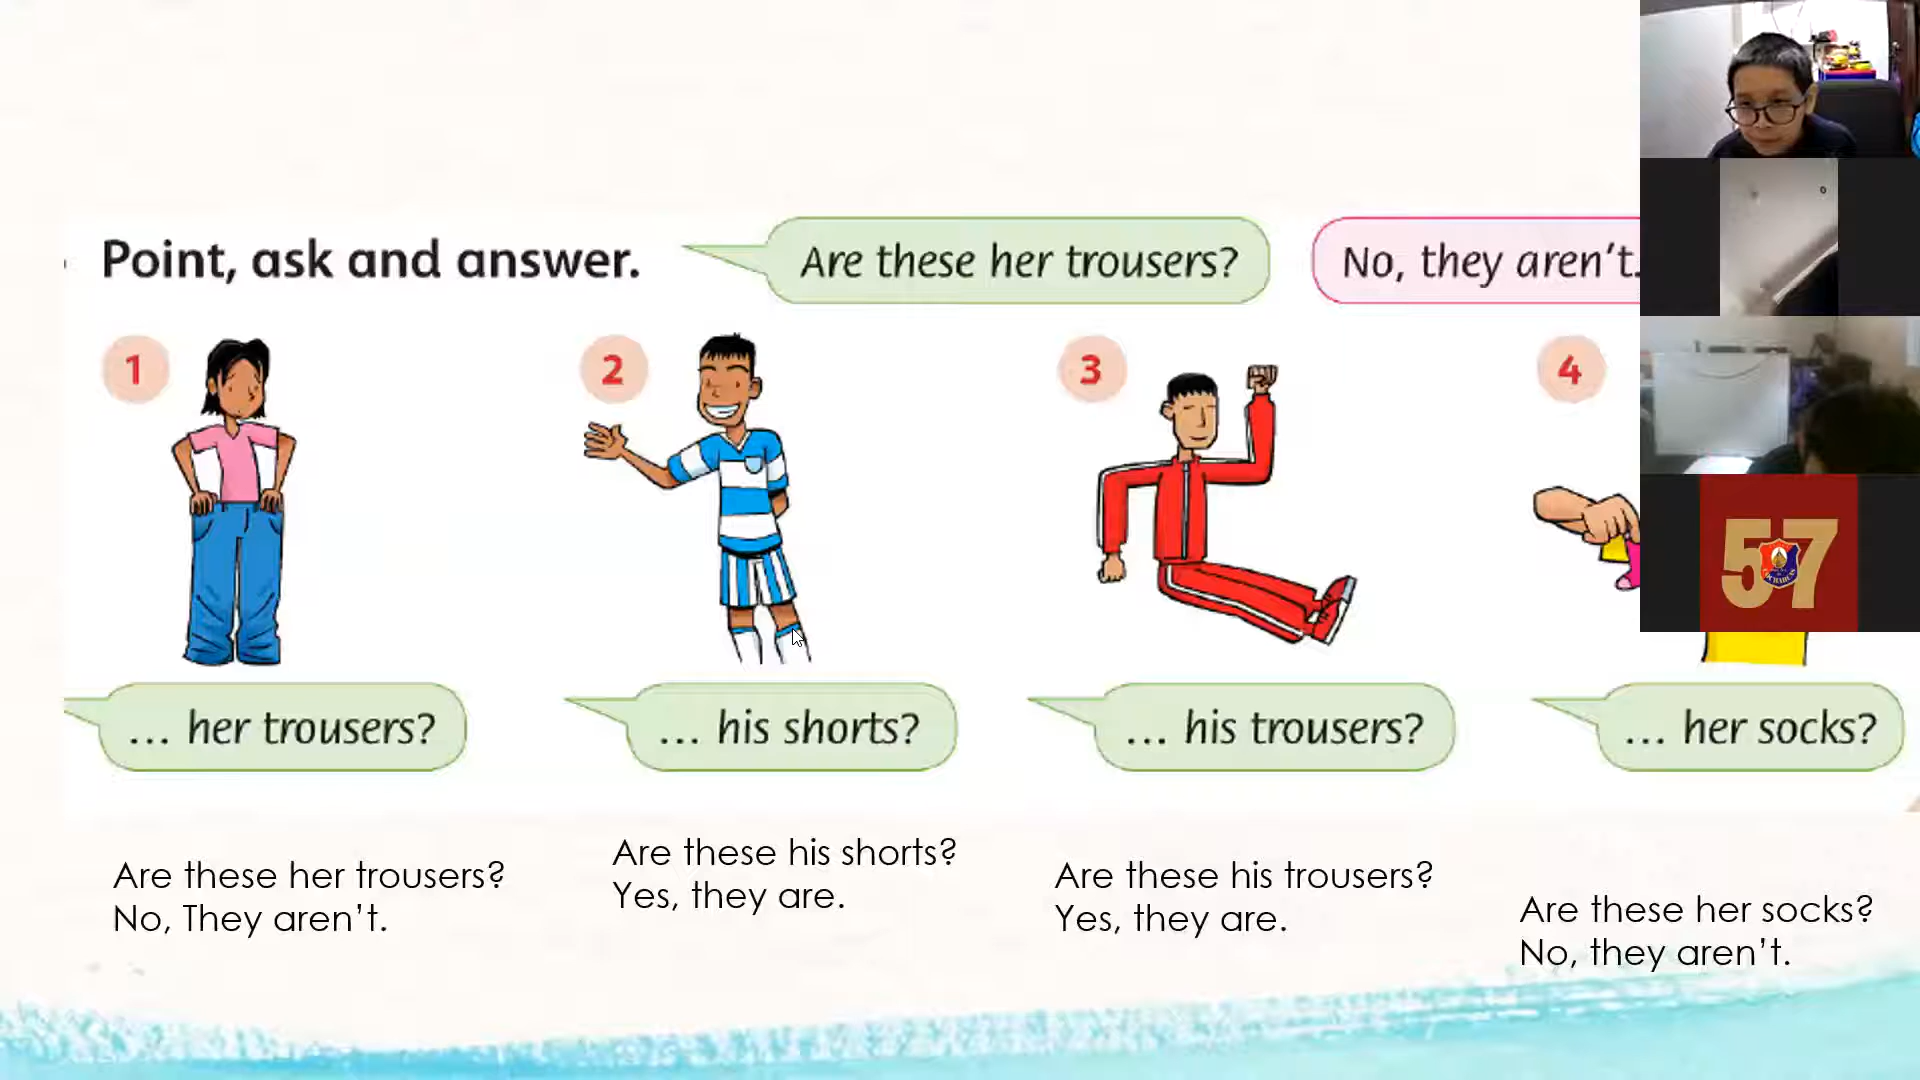 Point, ask and answer.
Are these her trousers?
No, they aren't.
1
2
3
4
... her trousers?
... his shorts?
... his trousers?
... her socks?
Are these her trousers?
No, They aren't.
Are these his shorts?
Yes, they are.
Are these his trousers?
Yes, they are.
Are these her socks?
No, they aren't.
57